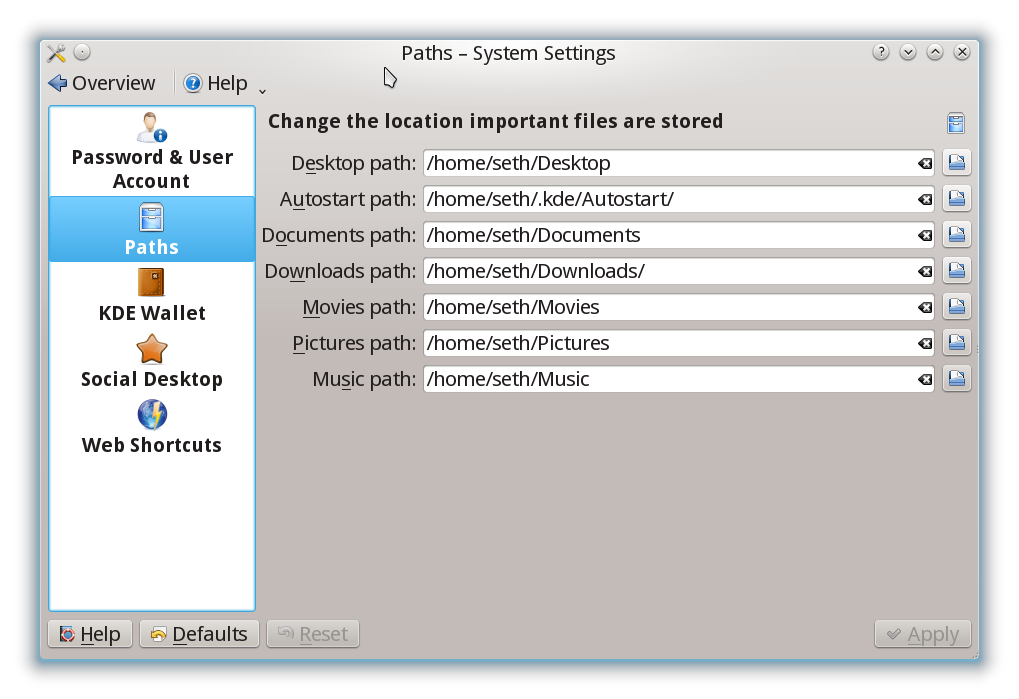 Paths – System Settings
Overview
Help
Change the location important files are stored
Password & User
Account
Paths
KDE Wallet
Social Desktop
Web Shortcuts
Desktop path: /home/seth/Desktop
Autostart path: /home/seth/.kde/Autostart/
Documents path: /home/seth/Documents
Downloads path: /home/seth/Downloads/
Movies path: /home/seth/Movies
Pictures path: /home/seth/Pictures
Music path: /home/seth/Music
Help
Defaults
Reset
Apply